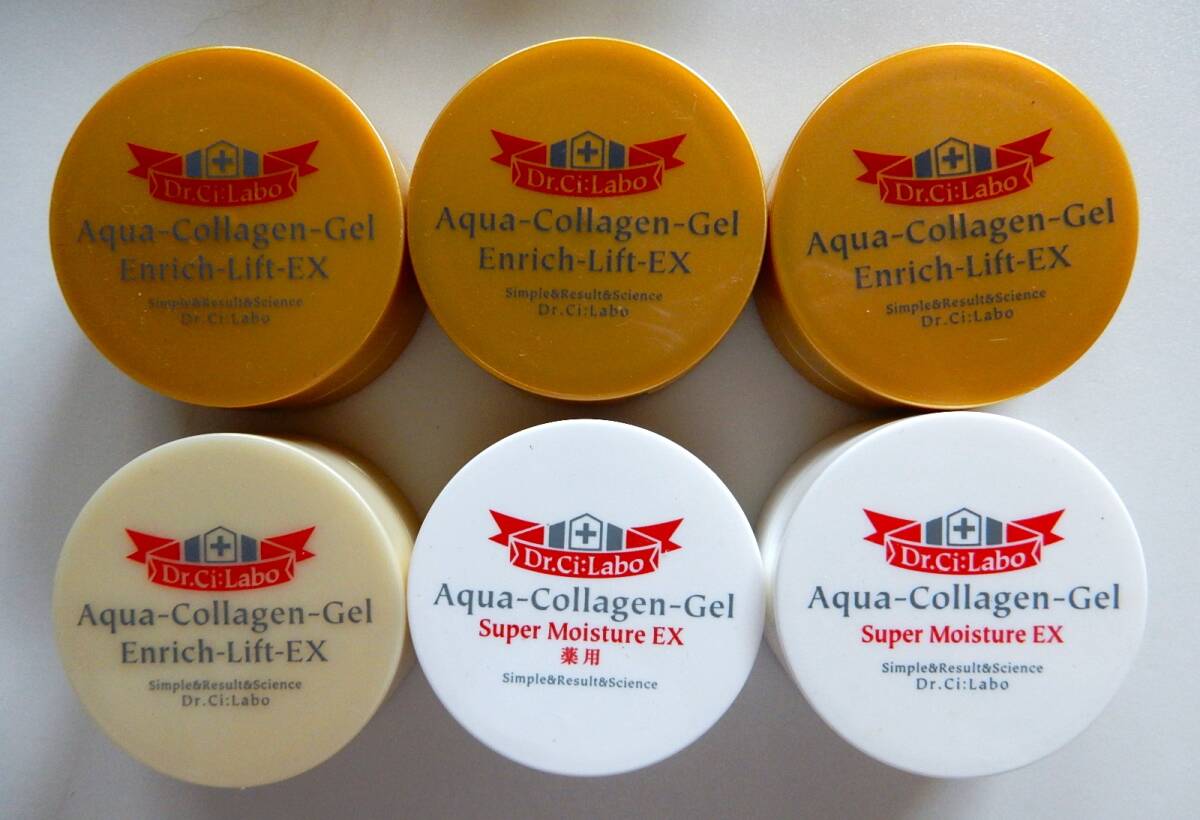 Dr.Ci:Labo
Aqua-Collagen-Gel
Enrich-Lift-EX
Simple&Result&Science
Dr.Ci:Labo
Dr.Ci:Labo
Aqua-Collagen-Gel
Enrich-Lift-EX
Simple&Result&Science
Dr.Ci:Labo
Dr.Ci:Labo
Aqua-Collagen-Gel
Enrich-Lift-EX
Simple&Result&Science
Dr.Ci:Labo
Dr.Ci:Labo
Aqua-Collagen-Gel
Enrich-Lift-EX
Simple&Result&Science
Dr.Ci:Labo
Dr.Ci:Labo
Aqua-Collagen-Gel
Super Moisture EX
薬用
Simple&Result&Science
Dr.Ci:Labo
Aqua-Collagen-Gel
Super Moisture EX
Simple&Result&Science
Dr.Ci:Labo